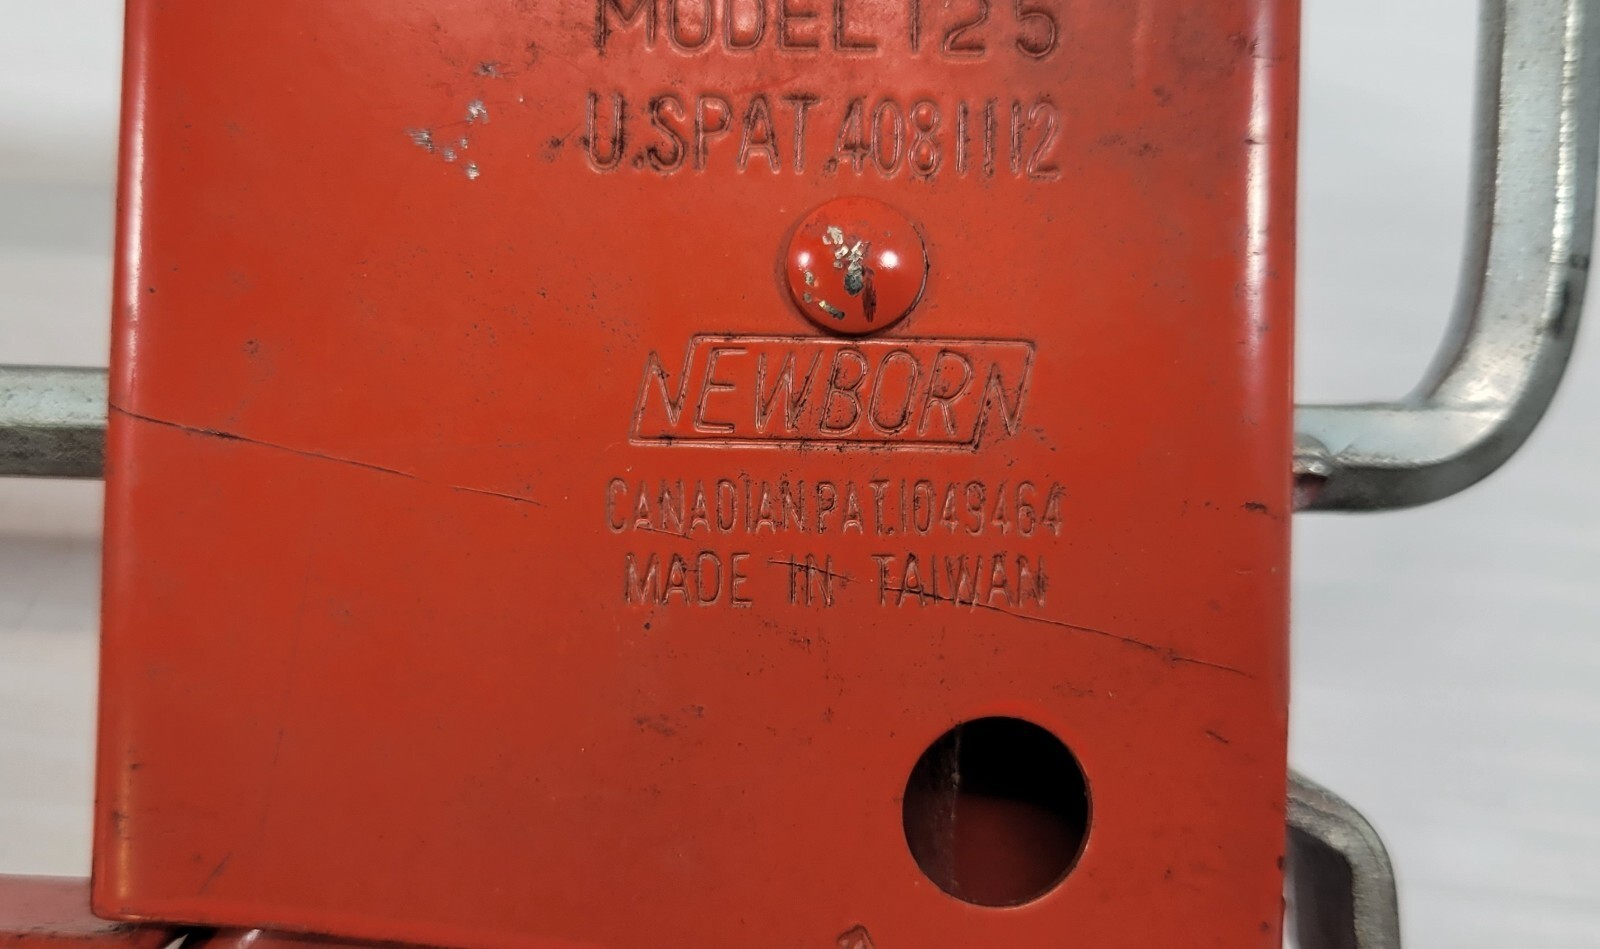 MODEL 125
U.S.PAT.4081112
NEWBORN
CANADIAN.PAT.1049464
MADE IN TAIWAN